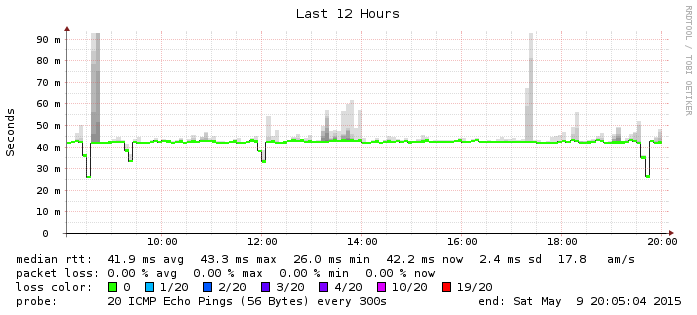 Last 12 Hours
RRDTOOL / TOBI OETIKER
Seconds
90 m
80 m
70 m
60 m
50 m
40 m
30 m
20 m
10 m
0
10:00 12:00 14:00 16:00 18:00 20:00
median rtt: 41.9 ms avg 43.3 ms max 26.0 ms min 42.2 ms now 2.4 ms sd 17.8 am/s
packet loss: 0.00 % avg 0.00 % max 0.00 % min 0.00 % now
loss color: 0 1/20 2/20 3/20 4/20 10/20 19/20
probe: 20 ICMP Echo Pings (56 Bytes) every 300s end: Sat May 9 20:05:04 2015